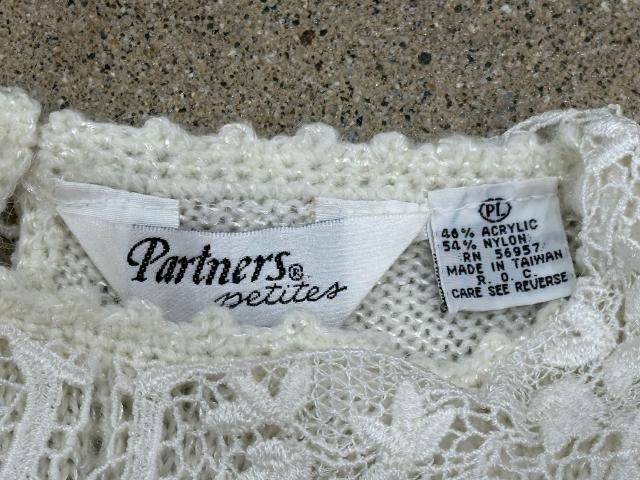 Partners®
petites
PL
46% ACRYLIC
54% NYLON
RN 56957
MADE IN TAIWAN
R. O. C.
CARE SEE REVERSE